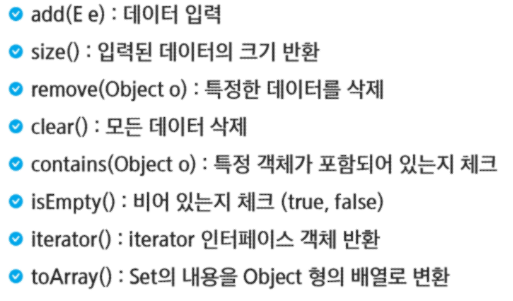 add(E e) : 데이터 입력
size() : 입력된 데이터의 크기 반환
remove(Object o) : 특정한 데이터를 삭제
clear() : 모든 데이터 삭제
contains(Object o) : 특정 객체가 포함되어 있는지 체크
isEmpty() : 비어 있는지 체크 (true, false)
iterator() : iterator 인터페이스 객체 반환
toArray() : Set의 내용을 Object 형의 배열로 변환